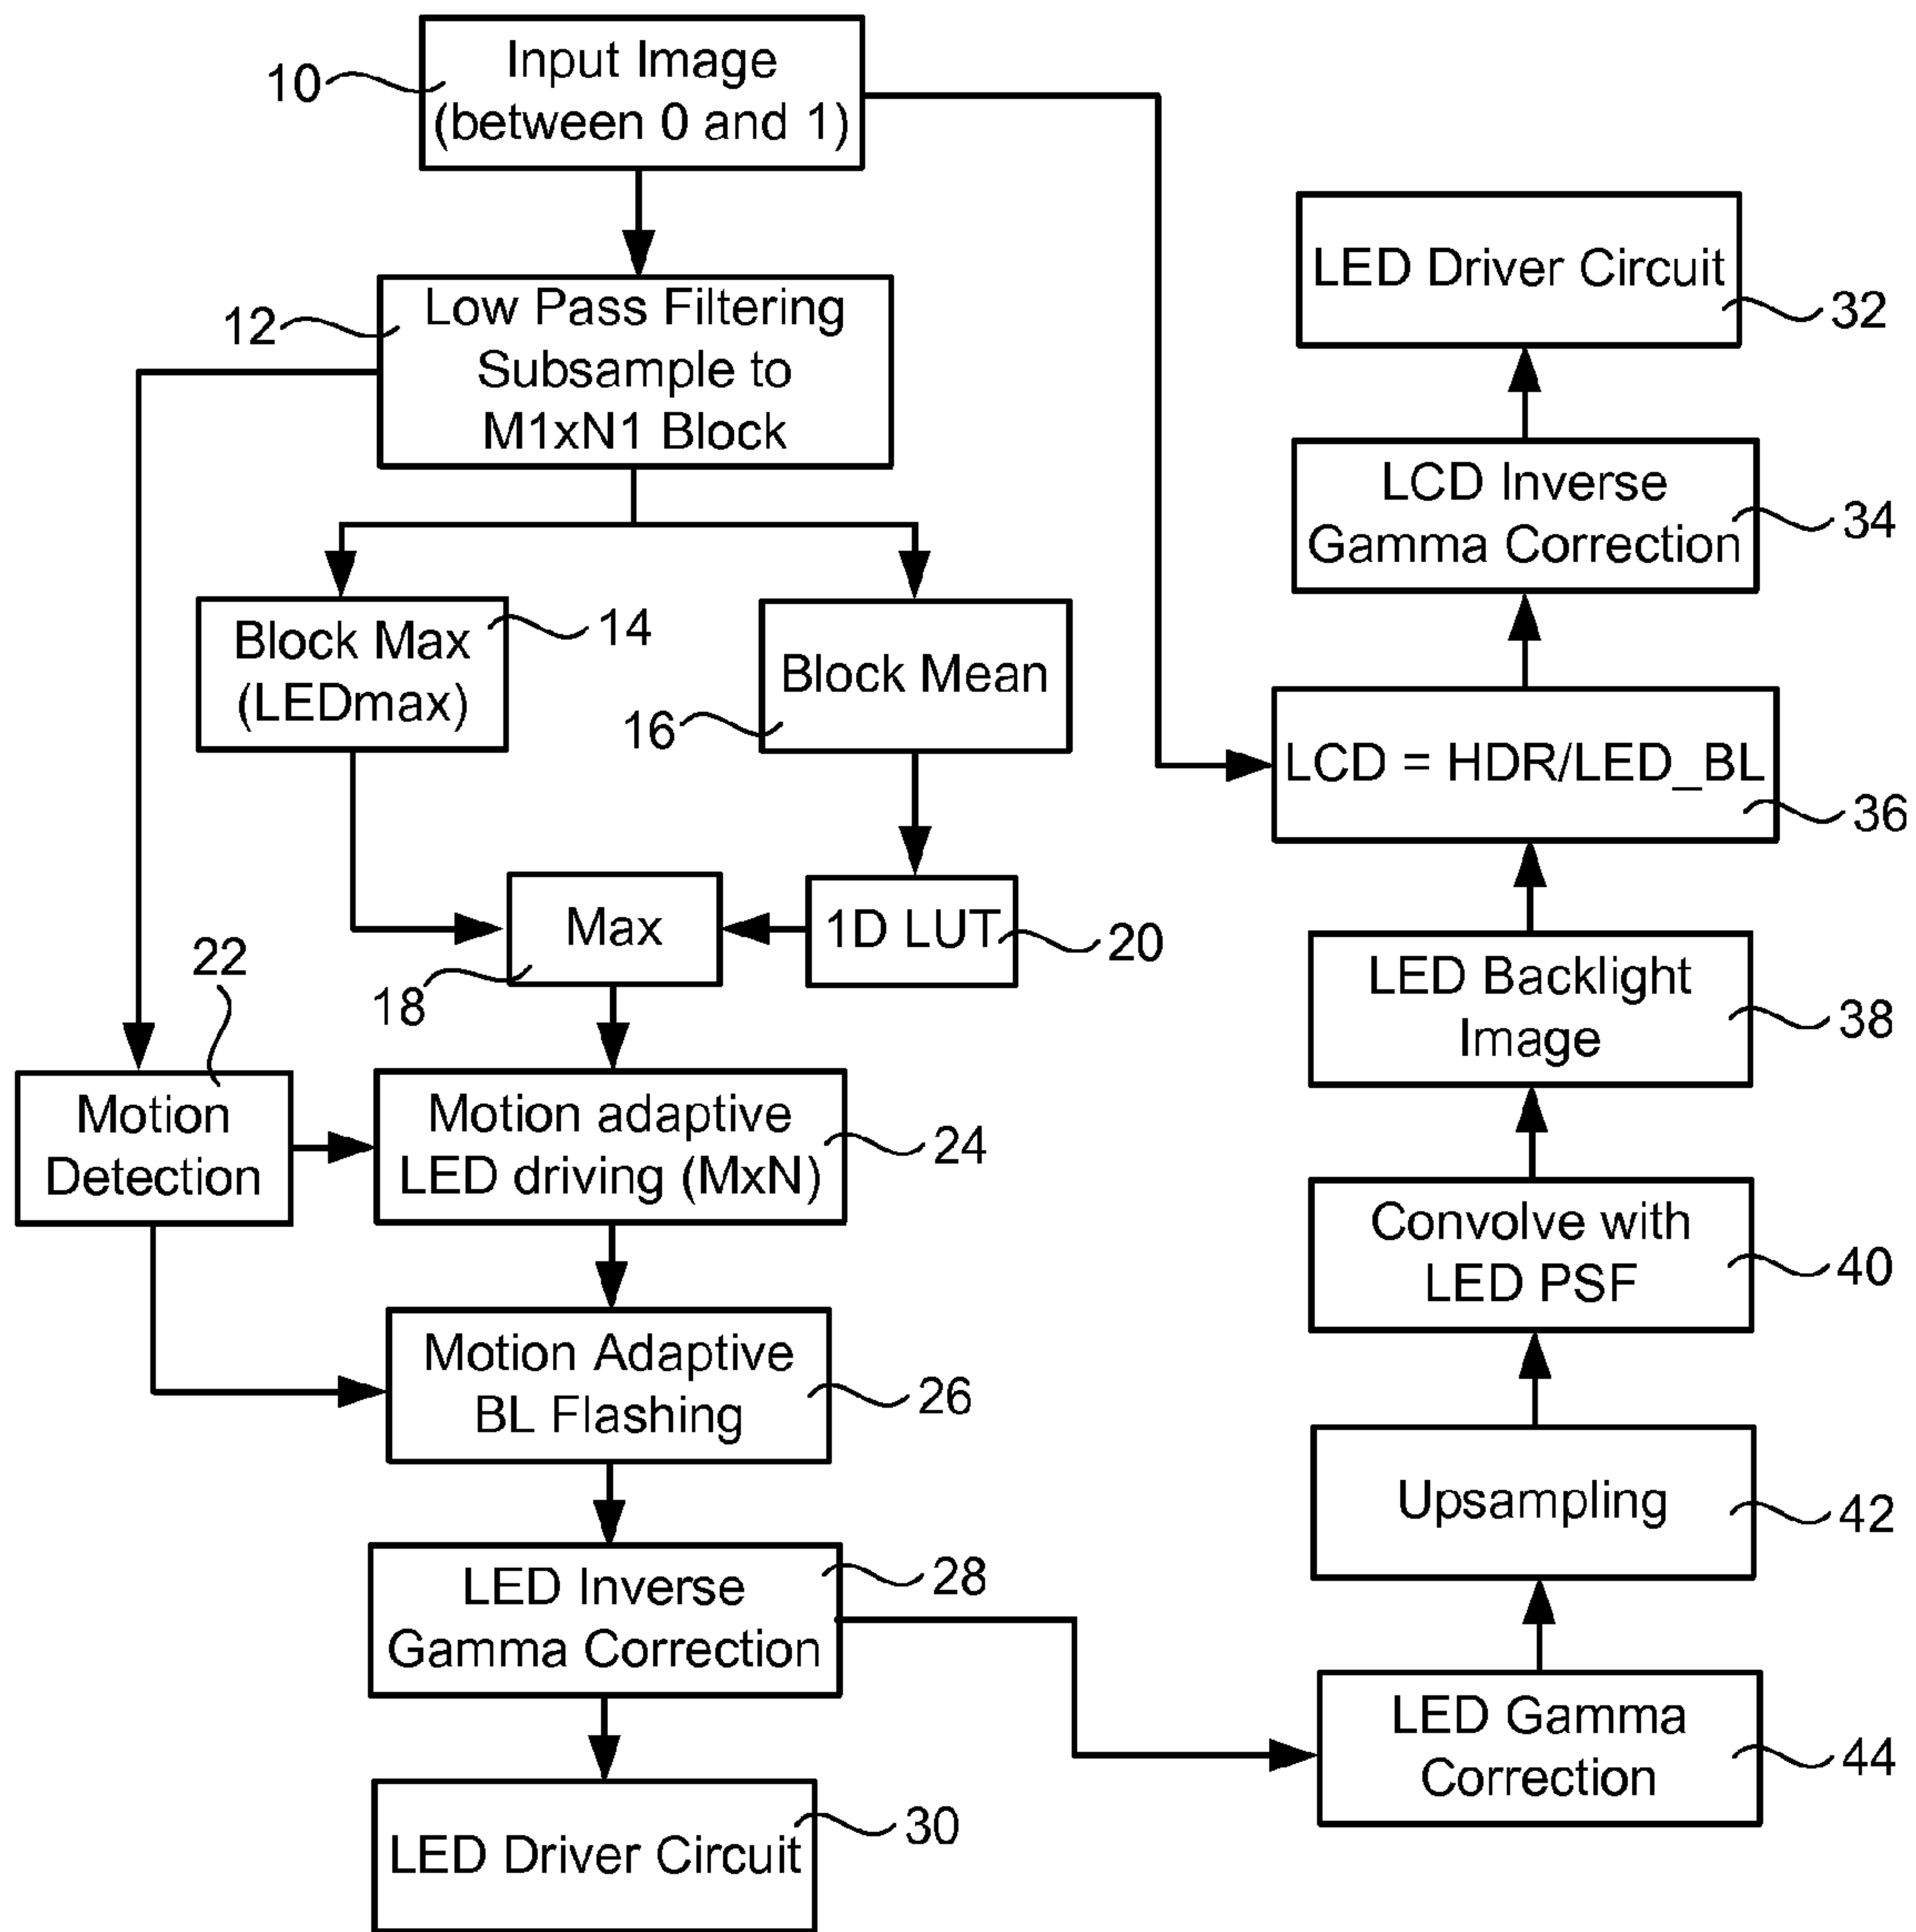 10
Input Image
(between 0 and 1)
12
Low Pass Filtering
Subsample to
M1xN1 Block
Block Max
(LEDmax)
14
Block Mean
16
Max
18
1D LUT
20
22
Motion
Detection
Motion adaptive
LED driving (MxN)
24
Motion Adaptive
BL Flashing
26
LED Inverse
Gamma Correction
28
LED Driver Circuit
30
LED Driver Circuit
32
LCD Inverse
Gamma Correction
34
LCD = HDR/LED_BL
36
LED Backlight
Image
38
Convolve with
LED PSF
40
Upsampling
42
LED Gamma
Correction
44